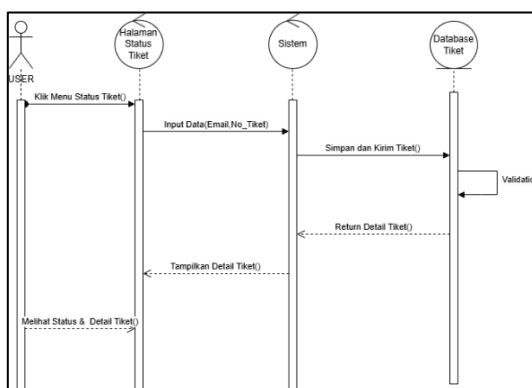 Halaman
Status
Tiket
Sistem
Database
Tiket
USER
Klik Menu Status Tiket()
Input Data(Email,No_Tiket)
Simpan dan Kirim Tiket()
Validatio
Return Detail Tiket()
Tampilkan Detail Tiket()
Melihat Status & Detail Tiket()